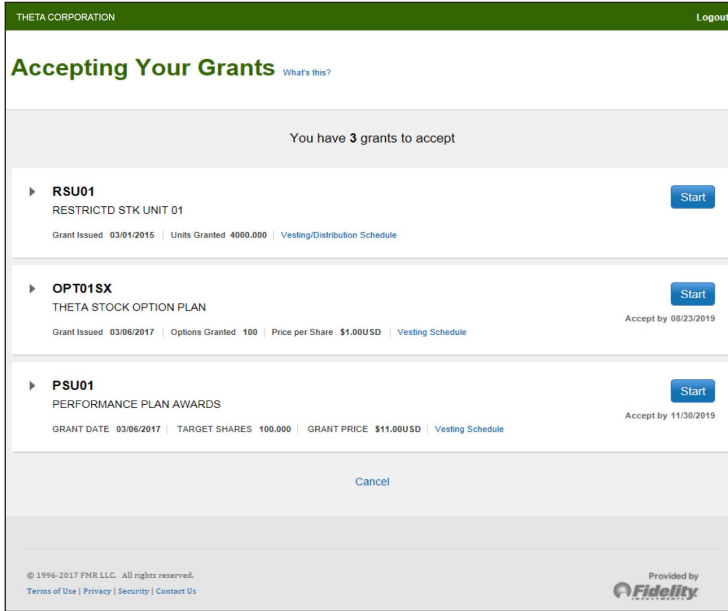 THETA CORPORATION Logout
Accepting Your Grants What's this?
You have 3 grants to accept
RSU01 Start
RESTRICTD STK UNIT 01
Grant Issued 03/01/2015 | Units Granted 4000.000 | Vesting/Distribution Schedule
OPT01SX Start
THETA STOCK OPTION PLAN
Accept by 08/23/2019
Grant Issued 03/06/2017 | Options Granted 100 | Price per Share $1.00USD | Vesting Schedule
PSU01 Start
PERFORMANCE PLAN AWARDS
Accept by 11/30/2019
GRANT DATE 03/06/2017 | TARGET SHARES 100.000 | GRANT PRICE $11.00USD | Vesting Schedule
Cancel
© 1996-2017 FMR LLC. All rights reserved. Provided by
Terms of Use | Privacy | Security | Contact Us Fidelity
INVESTMENTS